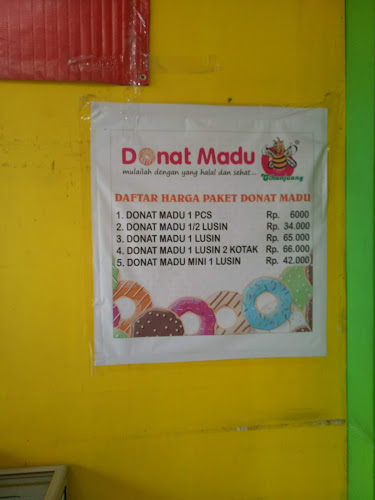 Donat Madu
mulailah dengan yang halal dan sehat...
Cihanjuang
®
DAFTAR HARGA PAKET DONAT MADU
1. DONAT MADU 1 PCS Rp. 6000
2. DONAT MADU 1/2 LUSIN Rp. 34.000
3. DONAT MADU 1 LUSIN Rp. 65.000
4. DONAT MADU 1 LUSIN 2 KOTAK Rp. 66.000
5. DONAT MADU MINI 1 LUSIN Rp. 42.000